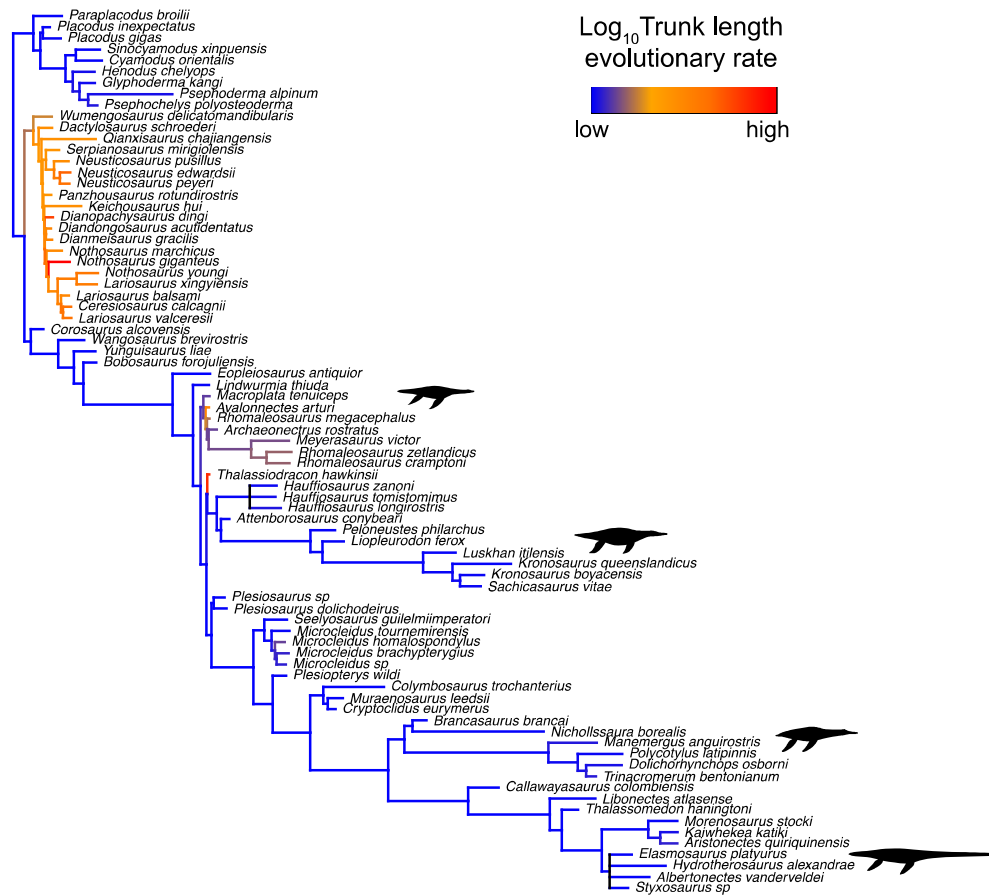 Log₁₀Trunk length
evolutionary rate
low high
Paraplacodus broilii
Placodus inexpectatus
Placodus gigas
Sinocyamodus xinpuensis
Cyamodus orientalis
Henodus chelyops
Glyphoderma kangi
Psephoderma alpinum
Psephochelys polyosteoderma
Wumengosaurus delicatomandibularis
Dactylosaurus schroederi
Qianxisaurus chajiangensis
Serpianosaurus mirigiolensis
Neusticosaurus pusillus
Neusticosaurus edwardsii
Neusticosaurus peyeri
Panzhousaurus rotundirostris
Keichousaurus hui
Dianopachysaurus dingi
Diandongosaurus acutidentatus
Dianmeisaurus gracilis
Nothosaurus marchicus
Nothosaurus giganteus
Nothosaurus youngi
Lariosaurus xingyiensis
Lariosaurus balsami
Ceresiosaurus calcagnii
Lariosaurus valceresii
Corosaurus alcovensis
Wangosaurus brevirostris
Yunguisaurus liae
Bobosaurus forojuliensis
Eopleiosaurus antiquior
Lindwurmia thiuda
Macroplata tenuiceps
Avalonnectes arturi
Rhomaleosaurus megacephalus
Archaeonectrus rostratus
Meyerasaurus victor
Rhomaleosaurus zetlandicus
Rhomaleosaurus cramptoni
Thalassiodracon hawkinsii
Hauffiosaurus zanoni
Hauffiosaurus tomistomimus
Hauffiosaurus longirostris
Attenborosaurus conybeari
Peloneustes philarchus
Liopleurodon ferox
Luskhan itilensis
Kronosaurus queenslandicus
Kronosaurus boyacensis
Sachicasaurus vitae
Plesiosaurus sp
Plesiosaurus dolichodeirus
Seelyosaurus guilelmiimperatori
Microcleidus tournemirensis
Microcleidus homalospondylus
Microcleidus brachypterygius
Microcleidus sp
Plesiopterys wildi
Colymbosaurus trochanterius
Muraenosaurus leedsii
Cryptoclidus eurymerus
Brancasaurus brancai
Nichollssaura borealis
Manemergus anguirostris
Polycotylus latipinnis
Dolichorhynchops osborni
Trinacromerum bentonianum
Callawayasaurus colombiensis
Libonectes atlasense
Thalassomedon haningtoni
Morenosaurus stocki
Kaiwhekea katiki
Aristonectes quiriquinensis
Elasmosaurus platyurus
Hydrotherosaurus alexandrae
Albertonectes vanderveldei
Styxosaurus sp